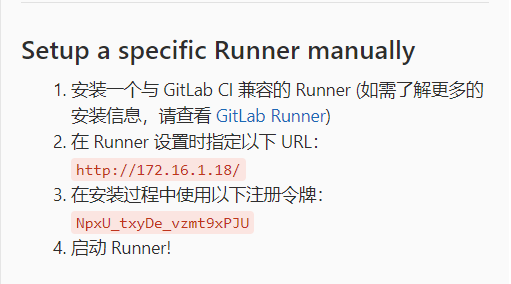 Setup a specific Runner manually
1. 安装一个与 GitLab CI 兼容的 Runner (如需了解更多的
安装信息，请查看 GitLab Runner)
2. 在 Runner 设置时指定以下 URL：
http://172.16.1.18/
3. 在安装过程中使用以下注册令牌：
NpxU_txyDe_vzmt9xPJU
4. 启动 Runner!